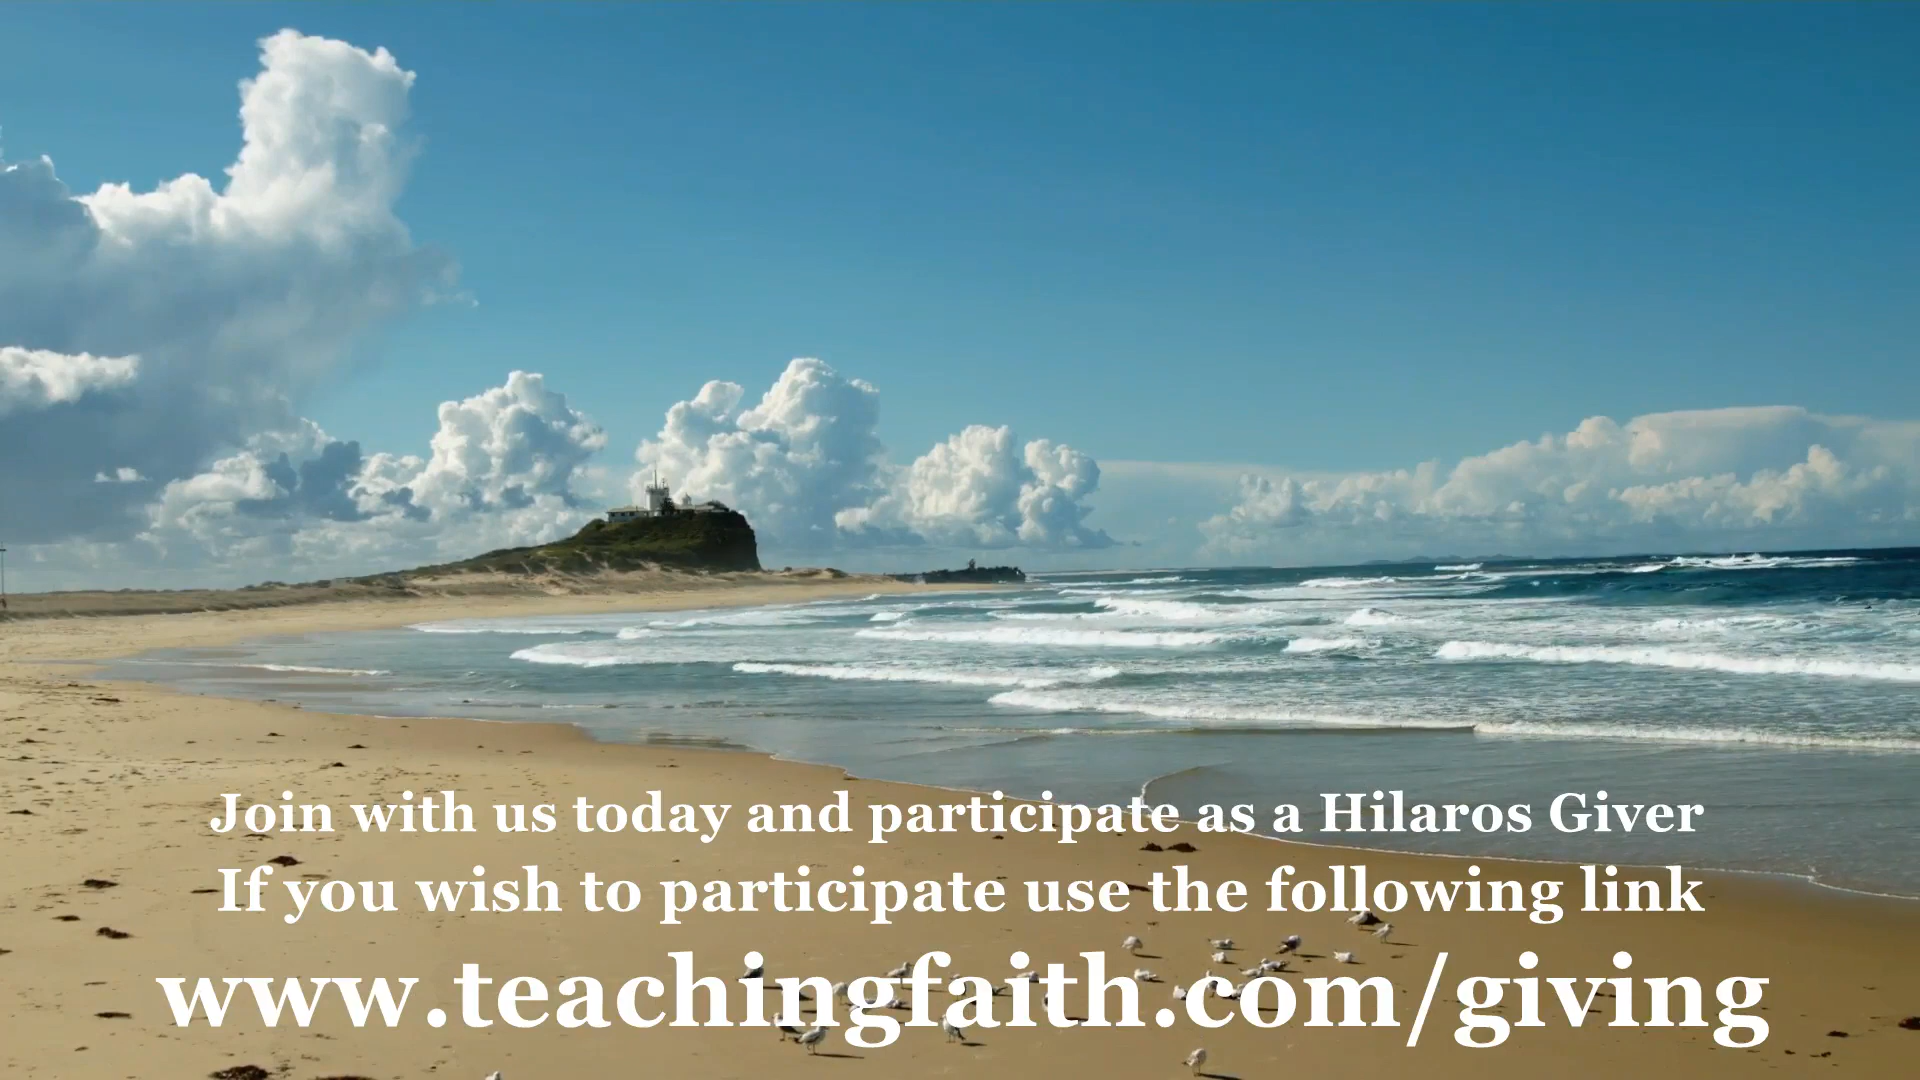 Join with us today and participate as a Hilaros Giver
If you wish to participate use the following link
www.teachingfaith.com/giving